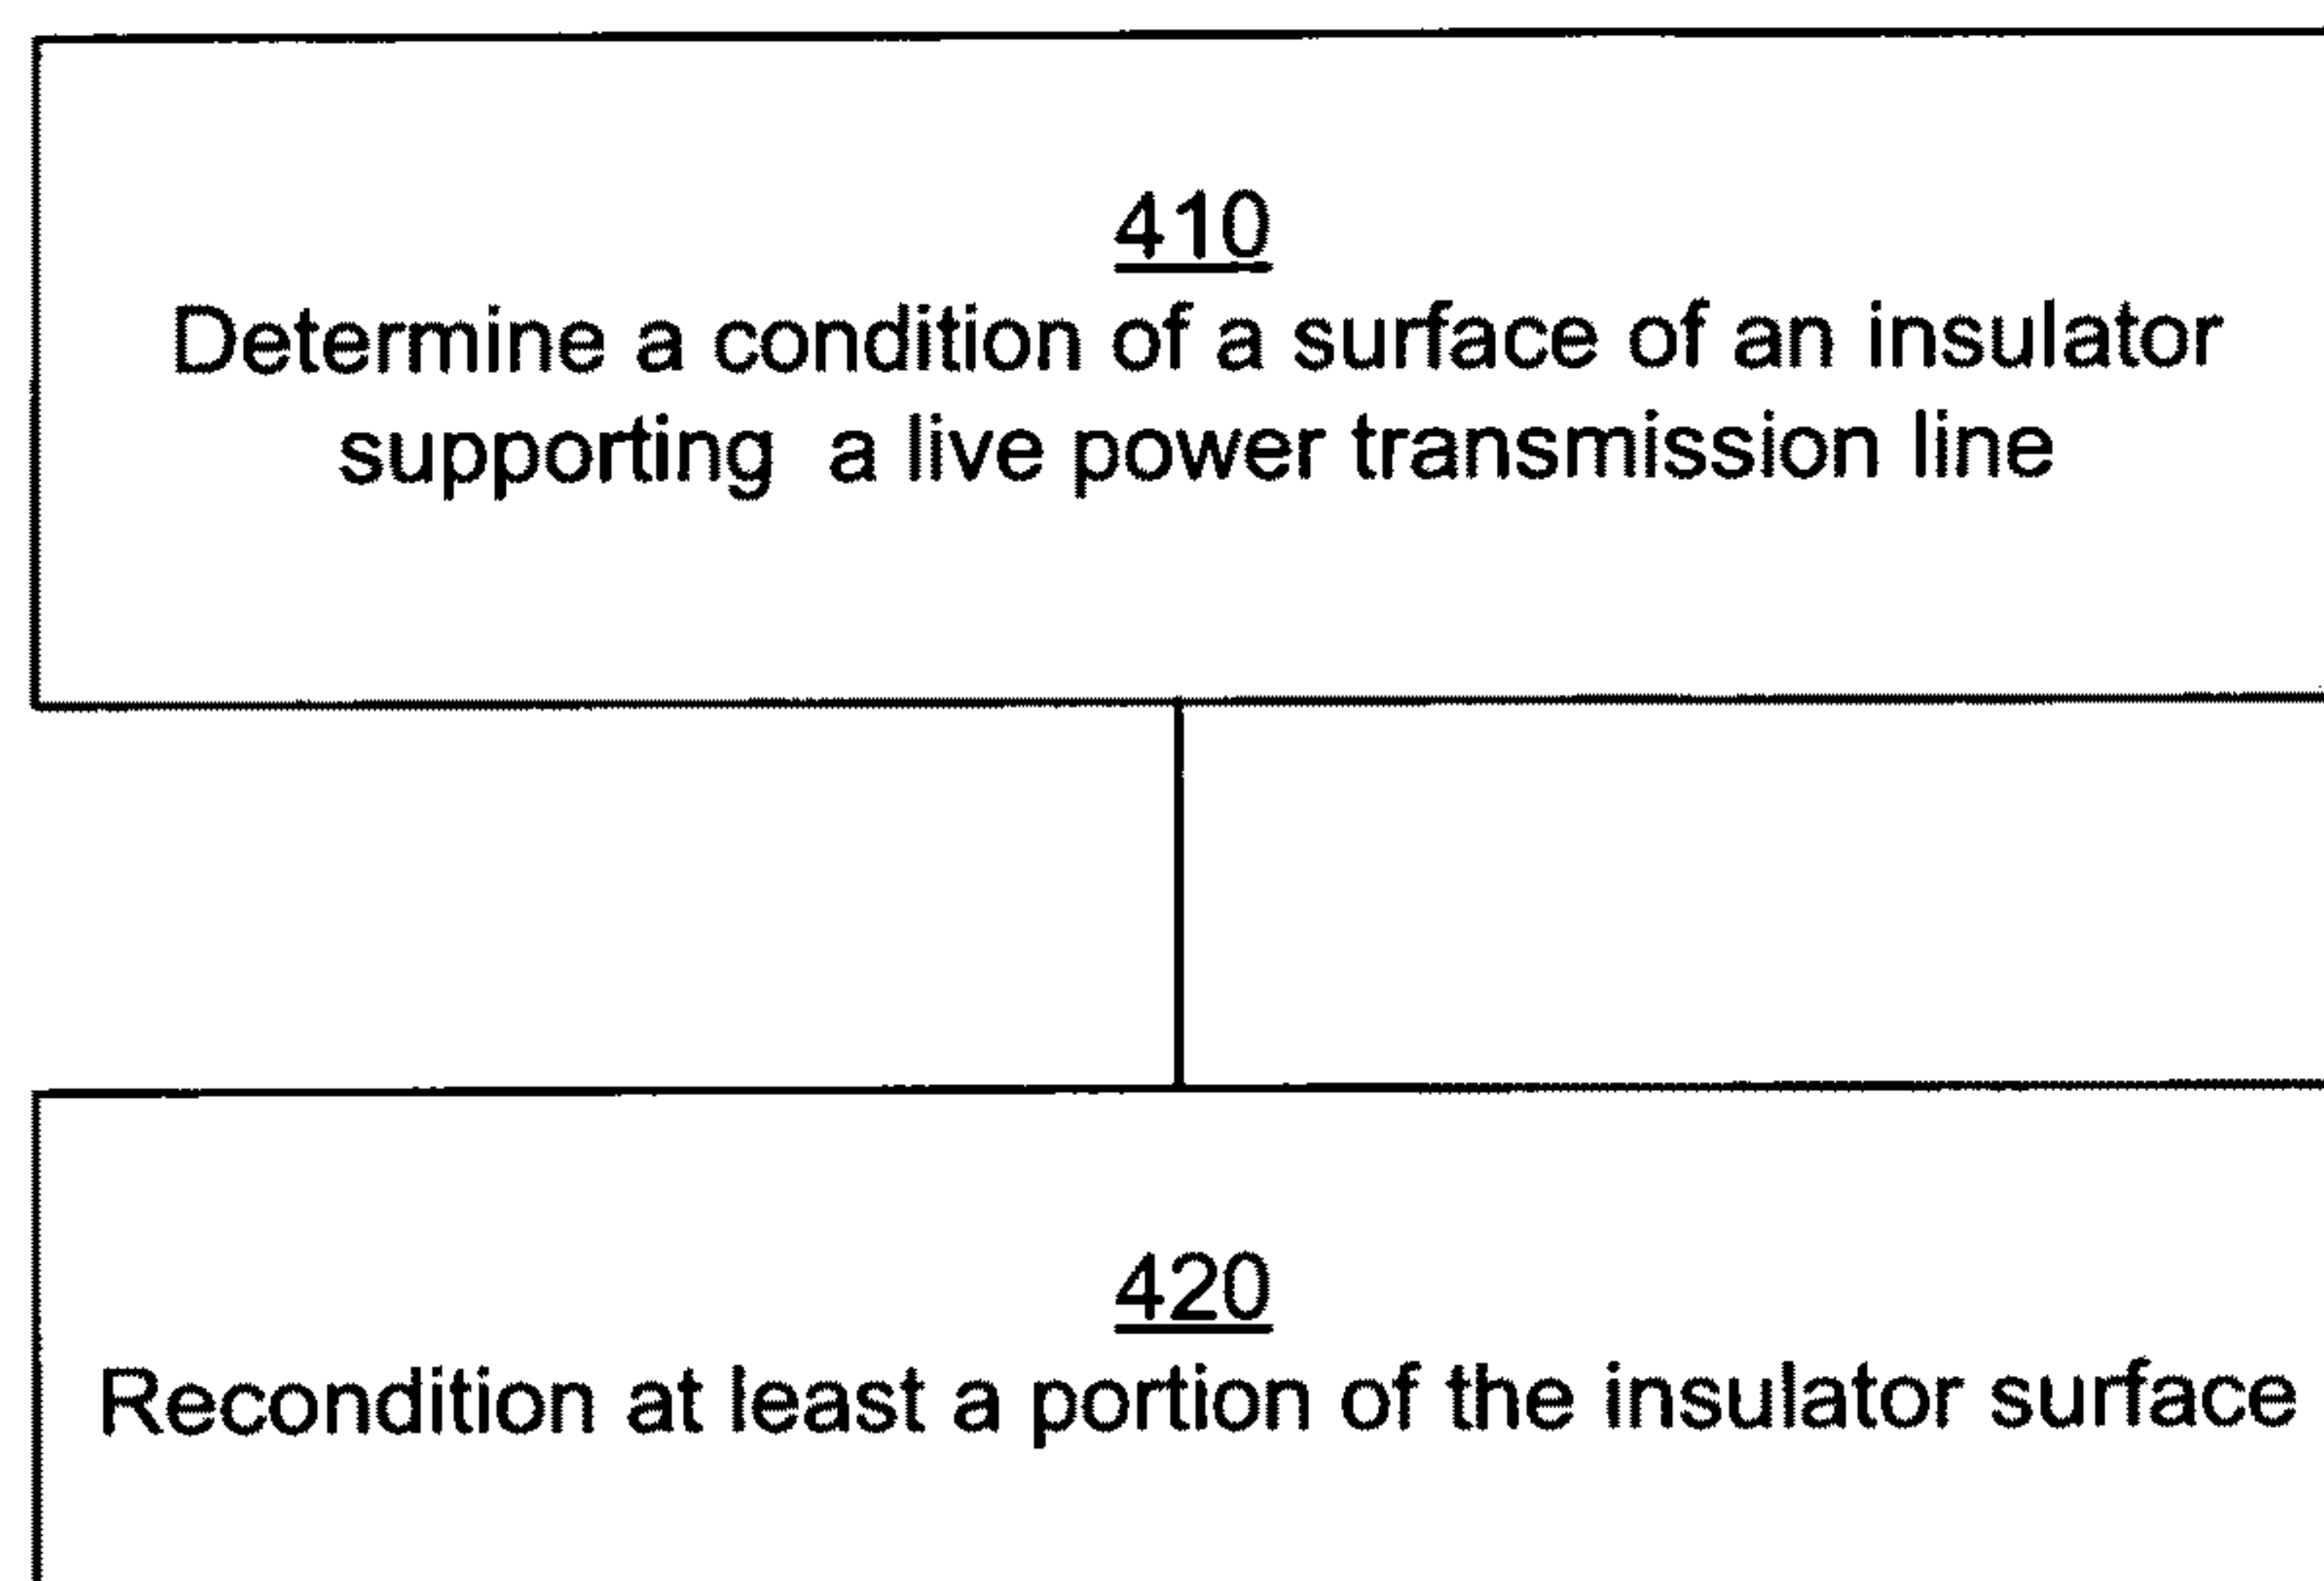 410
Determine a condition of a surface of an insulator
supporting a live power transmission line
420
Recondition at least a portion of the insulator surface